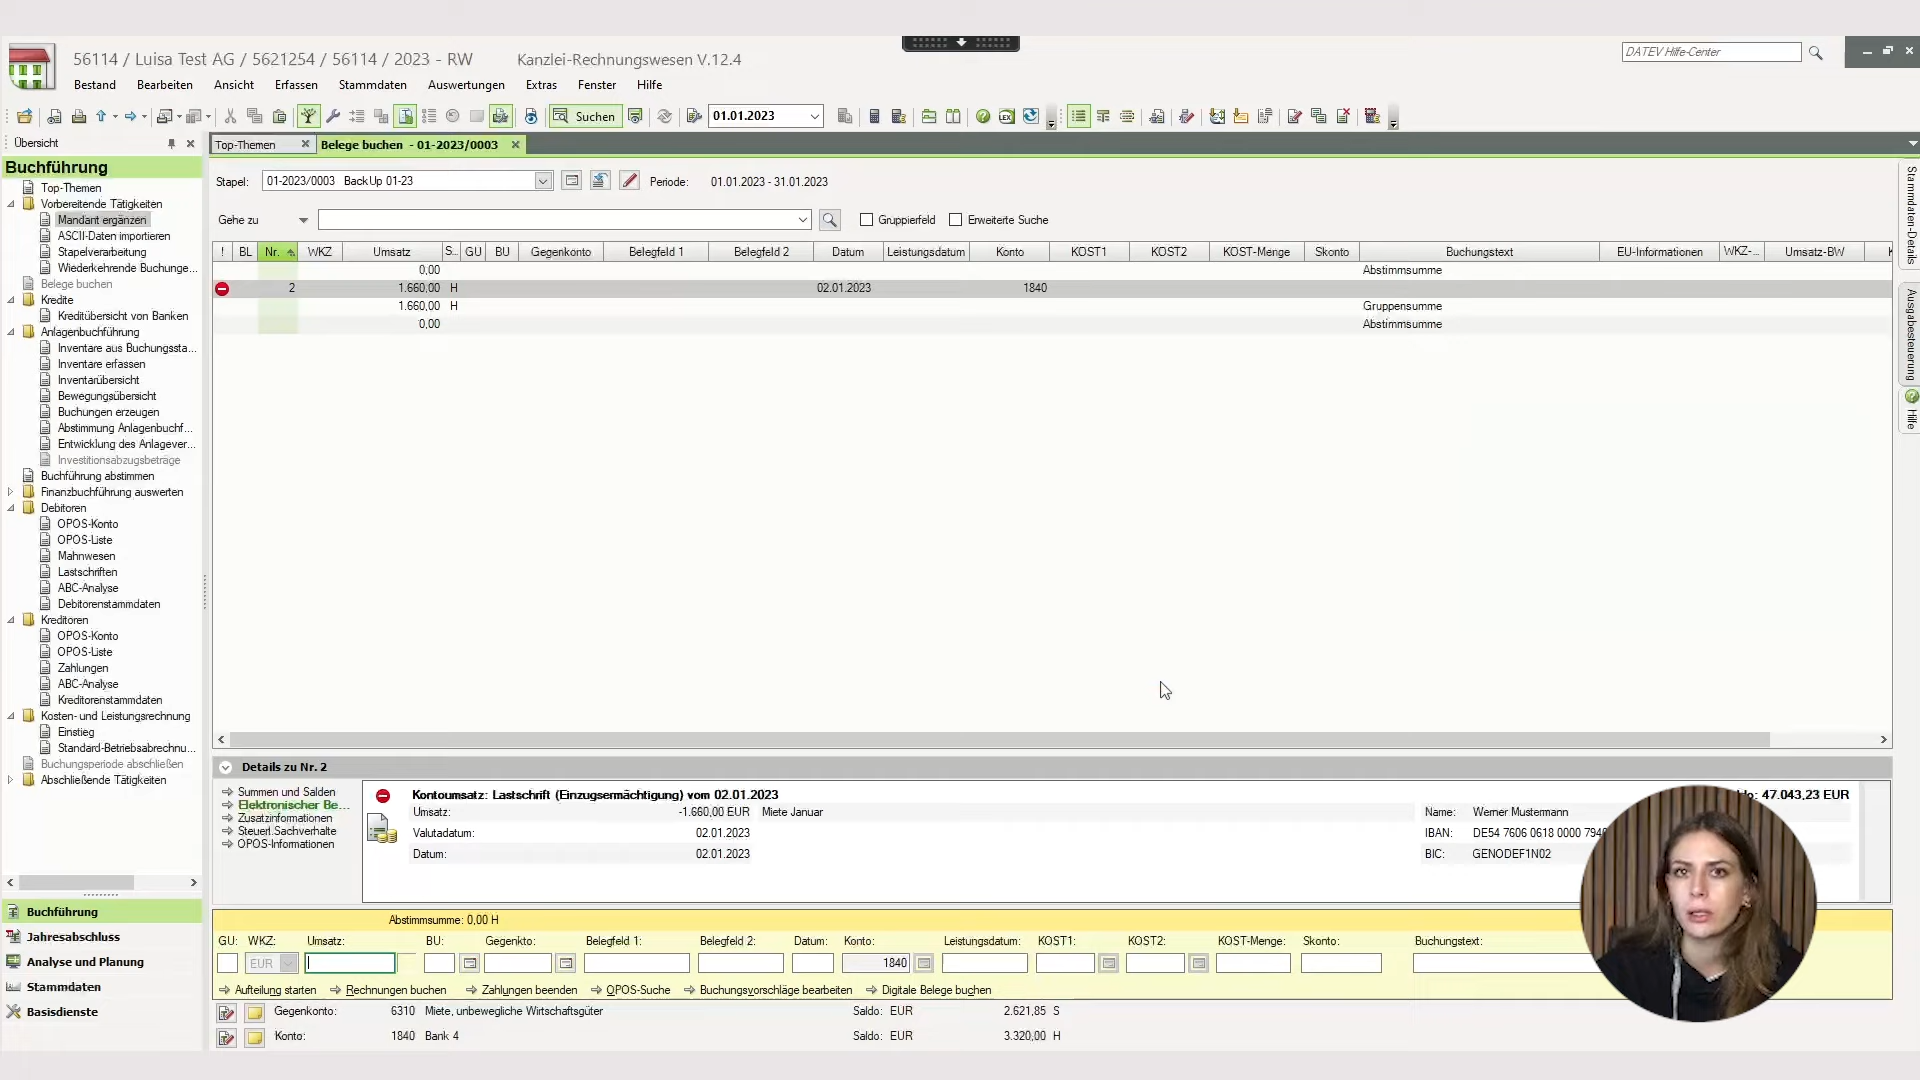 56114 / Luisa Test AG / 5621254 / 56114 / 2023 - RW Kanzlei-Rechnungswesen V.12.4
DATEV Hilfe-Center
Bestand Bearbeiten Ansicht Erfassen Stammdaten Auswertungen Extras Fenster Hilfe
Suchen 01.01.2023
Übersicht
Top-Themen Belege buchen - 01-2023/0003
Buchführung
Top-Themen
Vorbereitende Tätigkeiten
Mandant ergänzen
ASCII-Daten importieren
Stapelverarbeitung
Wiederkehrende Buchunge...
Belege buchen
Kredite
Kreditübersicht von Banken
Anlagenbuchführung
Inventare aus Buchungssta...
Inventare erfassen
Inventarübersicht
Bewegungsübersicht
Buchungen erzeugen
Abstimmung Anlagenbuchf...
Entwicklung des Anlagever...
Investitionsabzugsbeträge
Buchführung abstimmen
Finanzbuchführung auswerten
Debitoren
OPOS-Konto
OPOS-Liste
Mahnwesen
Lastschriften
ABC-Analyse
Debitorenstammdaten
Kreditoren
OPOS-Konto
OPOS-Liste
Zahlungen
ABC-Analyse
Kreditorenstammdaten
Kosten- und Leistungsrechnung
Einstieg
Standard-Betriebsabrechnu...
Buchungsperiode abschließen
Abschließende Tätigkeiten
Buchführung
Jahresabschluss
Analyse und Planung
Stammdaten
Basisdienste
Stapel: 01-2023/0003 BackUp 01-23 Periode: 01.01.2023 - 31.01.2023
Gehe zu Gruppierfeld Erweiterte Suche
! BL Nr. WKZ Umsatz S... GU BU Gegenkonto Belegfeld 1 Belegfeld 2 Datum Leistungsdatum Konto KOST1 KOST2 KOST-Menge Skonto Buchungstext EU-Informationen WKZ-... Umsatz-BW K
0,00 Abstimmsumme
2 1.660,00 H 02.01.2023 1840
1.660,00 H Gruppensumme
0,00 Abstimmsumme
Stammdaten-Details
Ausgabesteuerung
Hilfe
Details zu Nr. 2
Summen und Salden
Elektronischer Be...
Zusatzinformationen
Steuerl.Sachverhalte
OPOS-Informationen
Kontoumsatz: Lastschrift (Einzugsermächtigung) vom 02.01.2023 47.043,23 EUR
Umsatz: -1.660,00 EUR Miete Januar Name: Werner Mustermann
Valutadatum: 02.01.2023 IBAN: DE54 7606 0618 0000
Datum: 02.01.2023 BIC: GENODEF1N02
Abstimmsumme: 0,00 H
GU: WKZ: Umsatz: BU: Gegenkto: Belegfeld 1: Belegfeld 2: Datum: Konto: Leistungsdatum: KOST1: KOST2: KOST-Menge: Skonto: Buchungstext:
EUR 1840
Aufteilung starten Rechnungen buchen Zahlungen beenden OPOS-Suche Buchungsvorschläge bearbeiten Digitale Belege buchen
Gegenkonto: 6310 Miete, unbewegliche Wirtschaftsgüter Saldo: EUR 2.621,85 S
Konto: 1840 Bank 4 Saldo: EUR 3.320,00 H